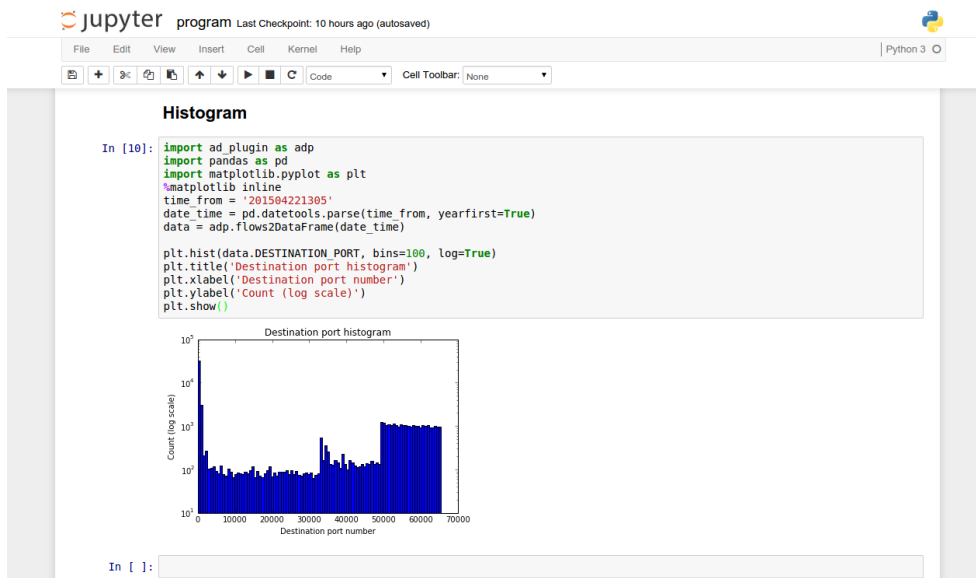 jupyter program Last Checkpoint: 10 hours ago (autosaved)
File Edit View Insert Cell Kernel Help Python 3
Code Cell Toolbar: None
Histogram
In [10]: import ad_plugin as adp
import pandas as pd
import matplotlib.pyplot as plt
%matplotlib inline
time_from = '201504221305'
date_time = pd.datetools.parse(time_from, yearfirst=True)
data = adp.flows2DataFrame(date_time)
plt.hist(data.DESTINATION_PORT, bins=100, log=True)
plt.title('Destination port histogram')
plt.xlabel('Destination port number')
plt.ylabel('Count (log scale)')
plt.show()
Destination port histogram
10^5
10^4
10^3
10^2
10^1
Count (log scale)
0 10000 20000 30000 40000 50000 60000 70000
Destination port number
In [ ]: